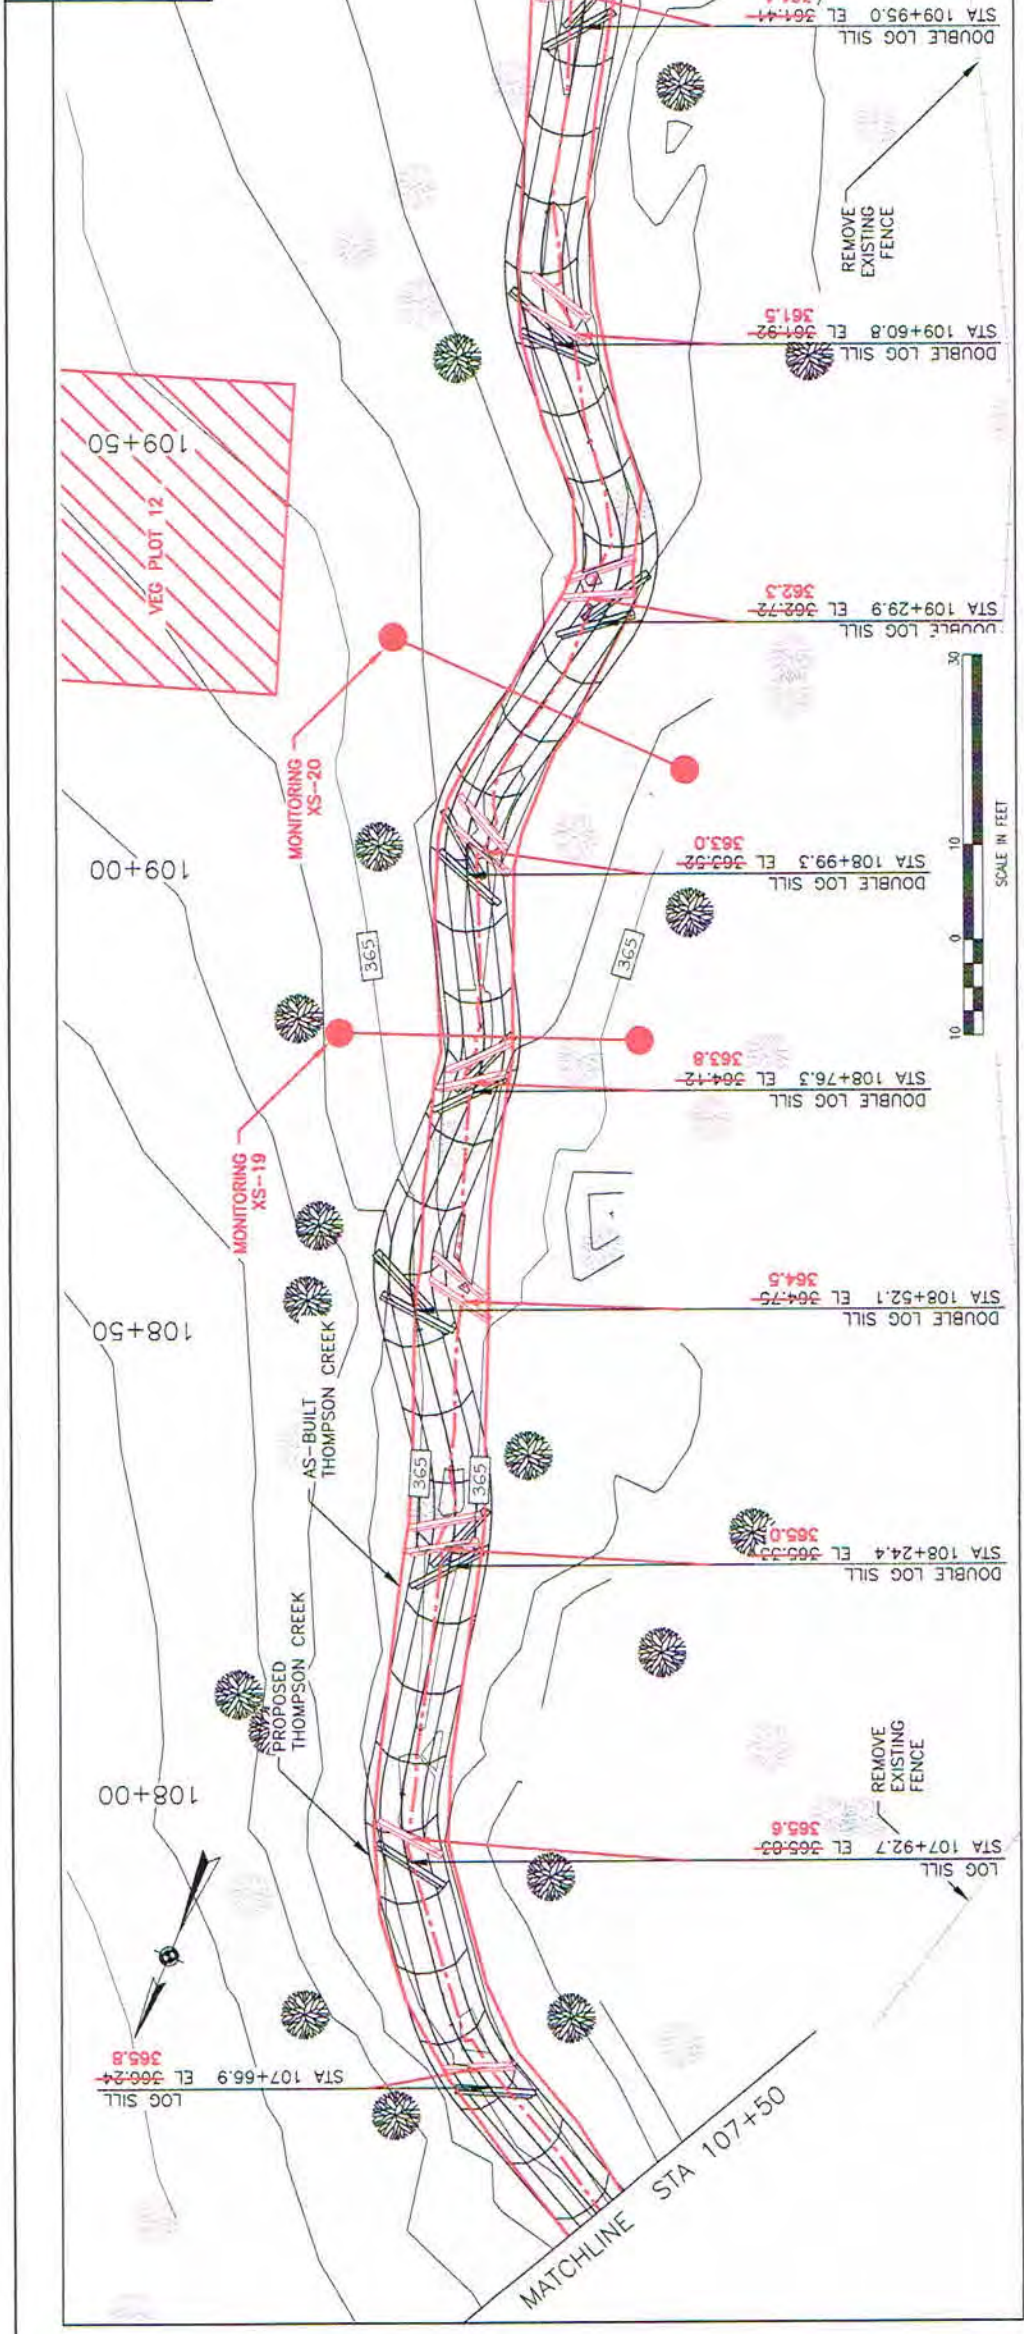 STA 109+95.0 EL 361.41
DOUBLE LOG SILL
REMOVE
EXISTING
FENCE
DOUBLE LOG SILL
STA 109+60.8 EL 361.92
361.5
109+50
VEG PLOT 12
DOUBLE LOG SILL
STA 109+29.9 EL 362.72
362.3
MONITORING
XS-20
109+00
DOUBLE LOG SILL
STA 108+99.3 EL 363.52
363.0
10 0 10 30
SCALE IN FEET
365
365
DOUBLE LOG SILL
STA 108+76.3 EL 364.12
363.8
MONITORING
XS-19
DOUBLE LOG SILL
STA 108+52.1 EL 364.75
364.5
108+50
AS-BUILT
THOMPSON CREEK
365
365
DOUBLE LOG SILL
STA 108+24.4 EL 365.35
365.0
PROPOSED
THOMPSON CREEK
108+00
REMOVE
EXISTING
FENCE
LOG SILL
STA 107+92.7 EL 365.83
365.6
LOG SILL
STA 107+66.9 EL 366.24
365.8
MATCHLINE STA 107+50